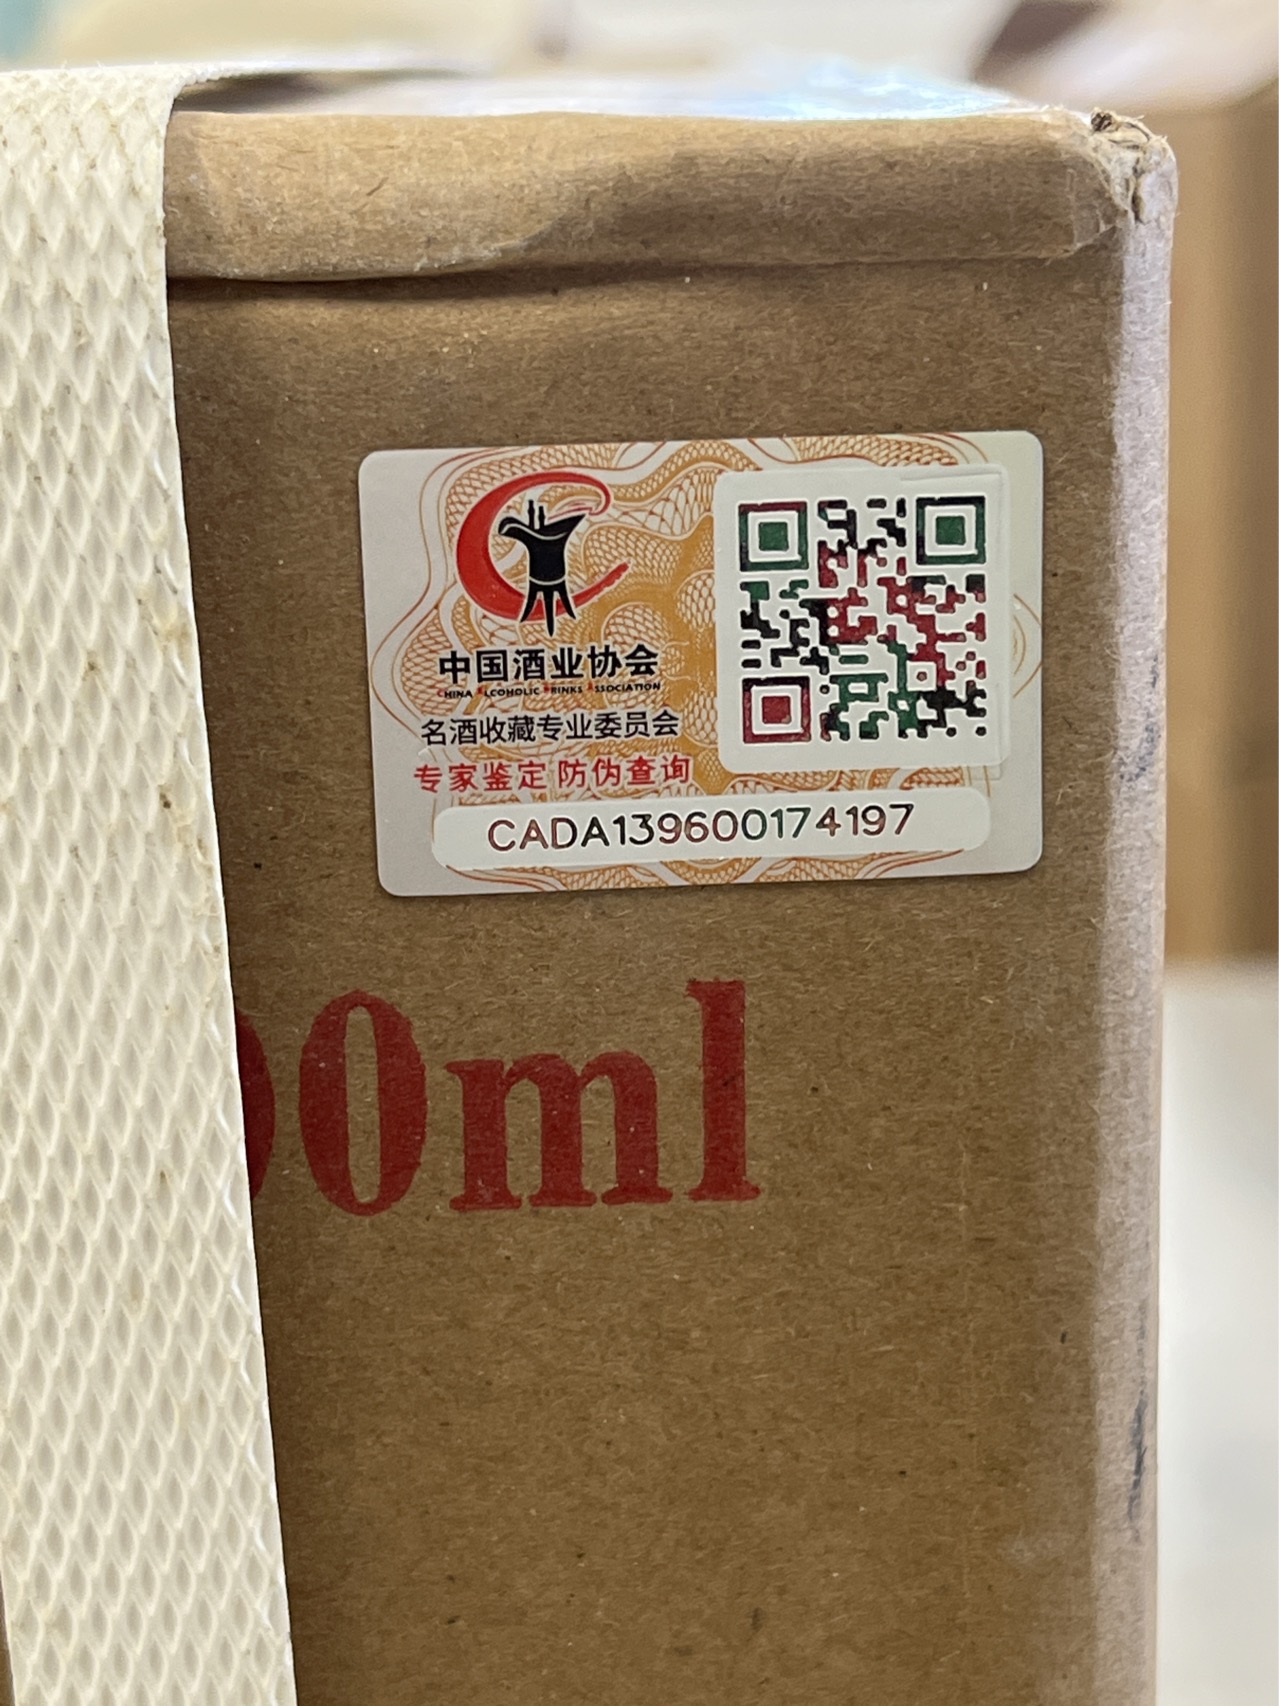 中国酒业协会
CHINA ALCOHOLIC DRINKS ASSOCIATION
名酒收藏专业委员会
专家鉴定 防伪查询
CADA139600174197
00ml